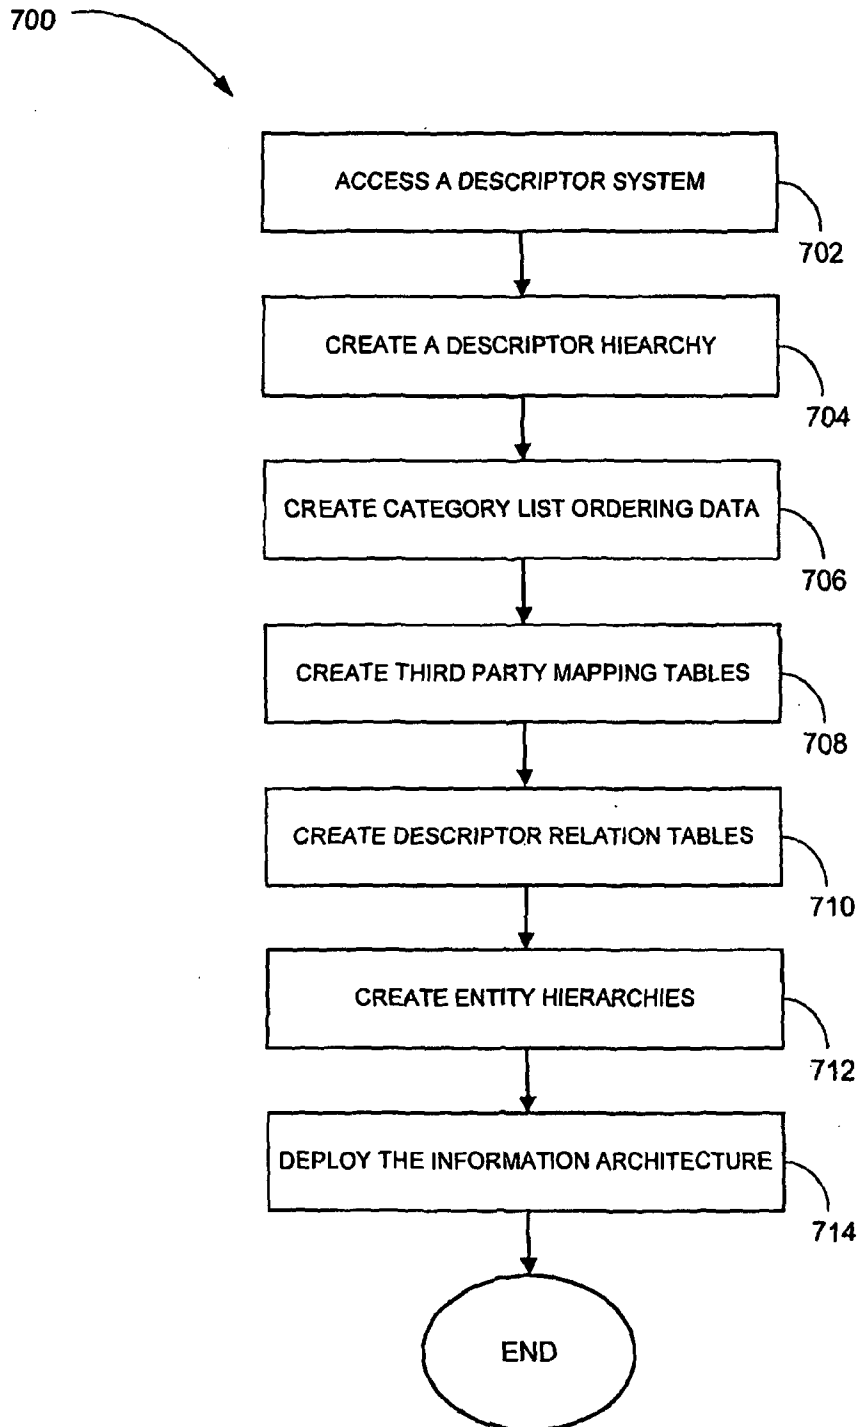 700
ACCESS A DESCRIPTOR SYSTEM
702
CREATE A DESCRIPTOR HIEARCHY
704
CREATE CATEGORY LIST ORDERING DATA
706
CREATE THIRD PARTY MAPPING TABLES
708
CREATE DESCRIPTOR RELATION TABLES
710
CREATE ENTITY HIERARCHIES
712
DEPLOY THE INFORMATION ARCHITECTURE
714
END